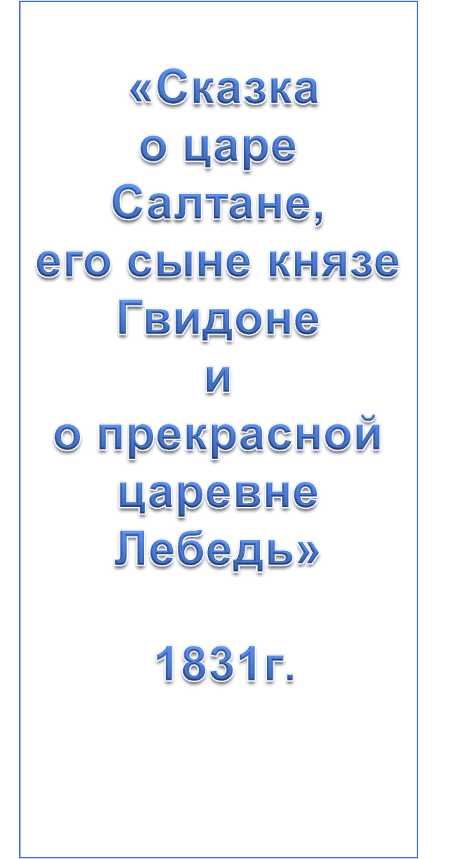 «Сказка
о царе
Салтане,
его сыне князе
Гвидоне
и
о прекрасной
царевне
Лебедь»
1831г.